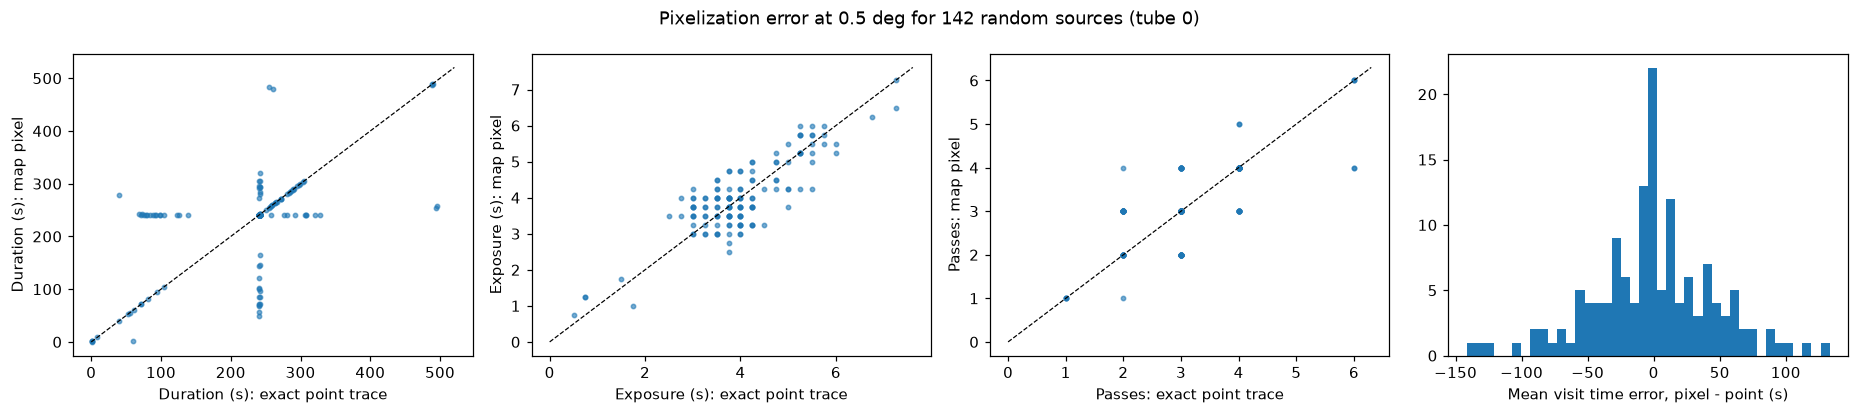 Pixelization error at 0.5 deg for 142 random sources (tube 0)
Duration (s): map pixel
500
400
300
200
100
0
0 100 200 300 400 500
Duration (s): exact point trace
Exposure (s): map pixel
7
6
5
4
3
2
1
0
0 2 4 6
Exposure (s): exact point trace
Passes: map pixel
6
5
4
3
2
1
0
0 1 2 3 4 5 6
Passes: exact point trace
20
15
10
5
0
−150 −100 −50 0 50 100
Mean visit time error, pixel - point (s)